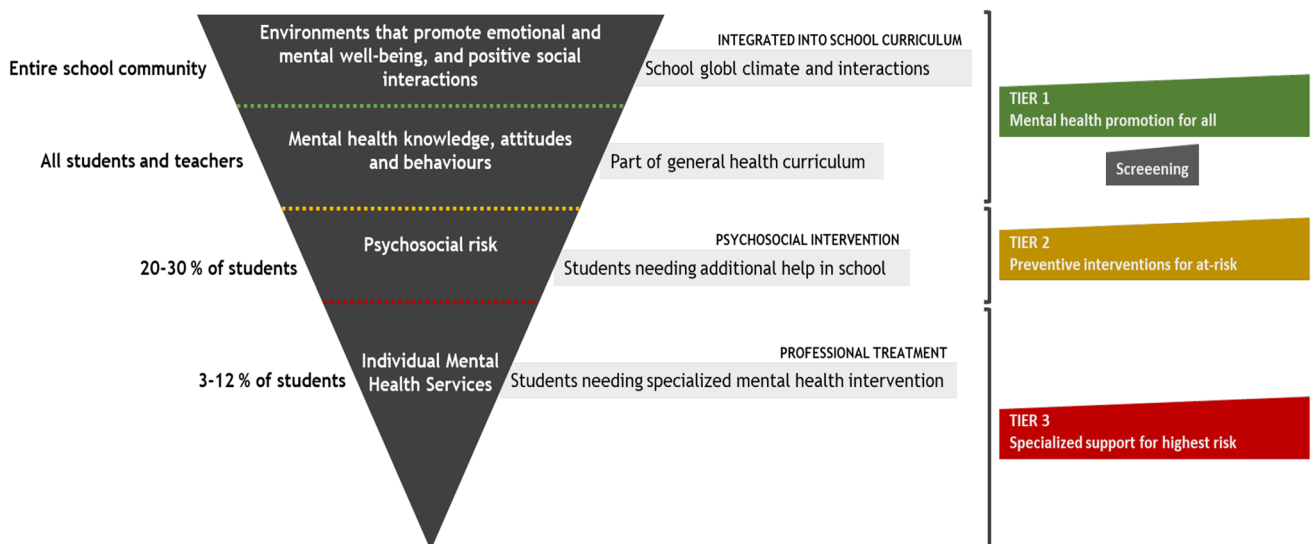 Environments that promote emotional and
mental well-being, and positive social
interactions
Entire school community
INTEGRATED INTO SCHOOL CURRICULUM
School globl climate and interactions
TIER 1
Mental health promotion for all
Mental health knowledge, attitudes
and behaviours
All students and teachers
Part of general health curriculum
Screeening
Psychosocial risk
20-30 % of students
PSYCHOSOCIAL INTERVENTION
Students needing additional help in school
TIER 2
Preventive interventions for at-risk
Individual Mental
Health Services
3-12 % of students
PROFESSIONAL TREATMENT
Students needing specialized mental health intervention
TIER 3
Specialized support for highest risk